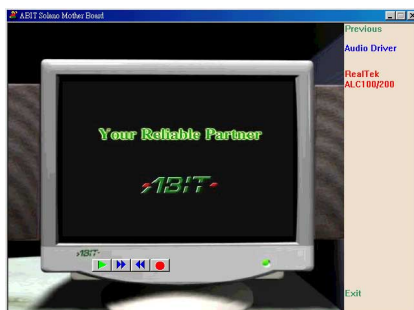 ABIT Solano Mother Board
Previous
Audio Driver
RealTek
ALC100/200
Your Reliable Partner
ABIT
ABIT
Exit